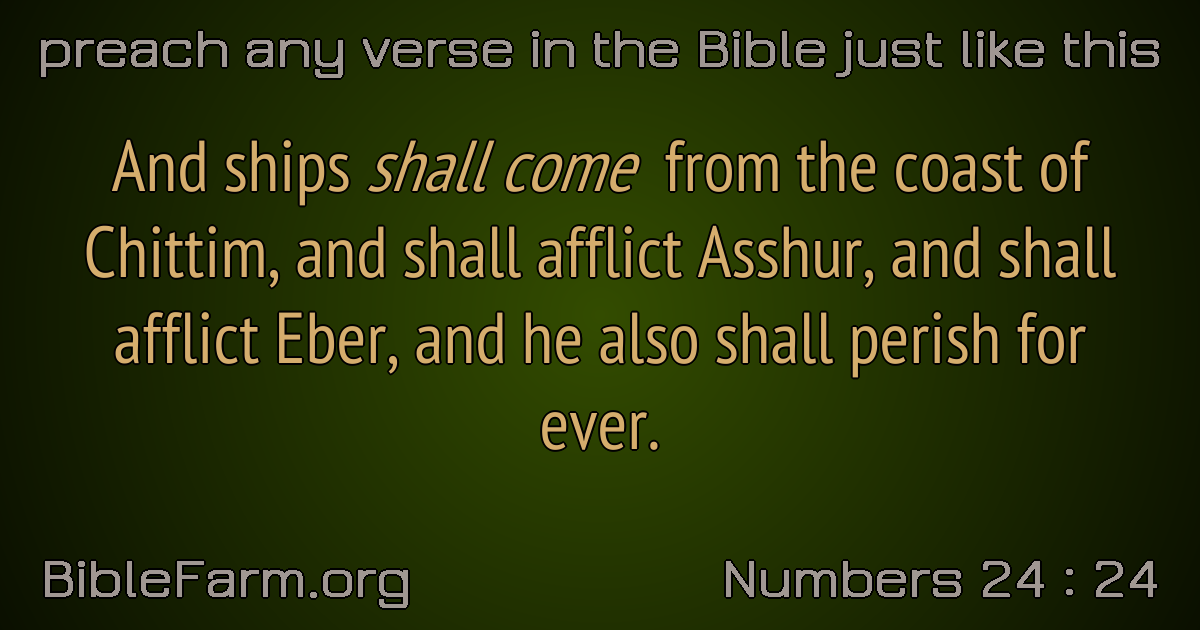 preach any verse in the Bible just like this
And ships shall come from the coast of
Chittim, and shall afflict Asshur, and shall
afflict Eber, and he also shall perish for
ever.
BibleFarm.org
Numbers 24 : 24